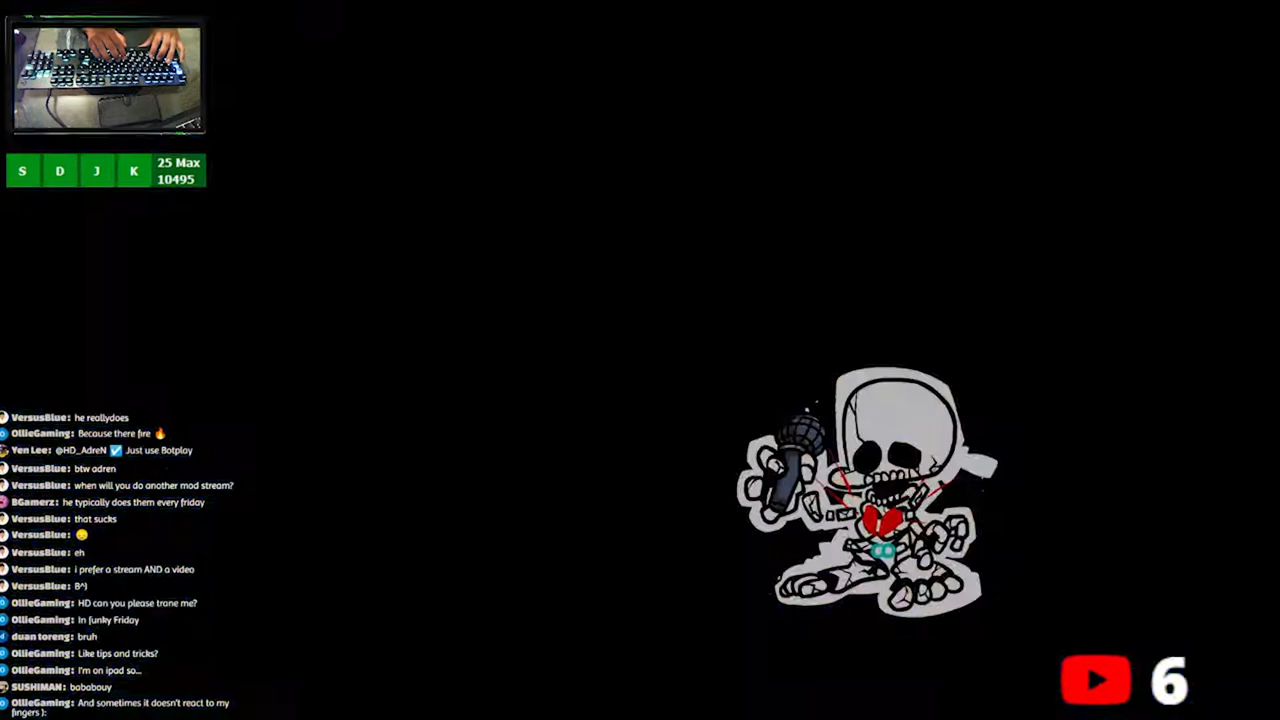 S D J K 25 Max
10495
VersusBlue: he reallydoes
OllieGaming: Because there fire 🔥
Yen Lee: @HD_AdreN ☑ Just use Botplay
VersusBlue: btw adren
VersusBlue: when will you do another mod stream?
BGamerz: he typically does them every friday
VersusBlue: that sucks
VersusBlue: 😔
VersusBlue: eh
VersusBlue: i prefer a stream AND a video
VersusBlue: B^)
OllieGaming: HD can you please trane me?
OllieGaming: In funky Friday
duan toreng: bruh
OllieGaming: Like tips and tricks?
OllieGaming: I'm on ipad so...
SUSHIMAN: bababouy
OllieGaming: And sometimes it doesn't react to my
fingers ):
6